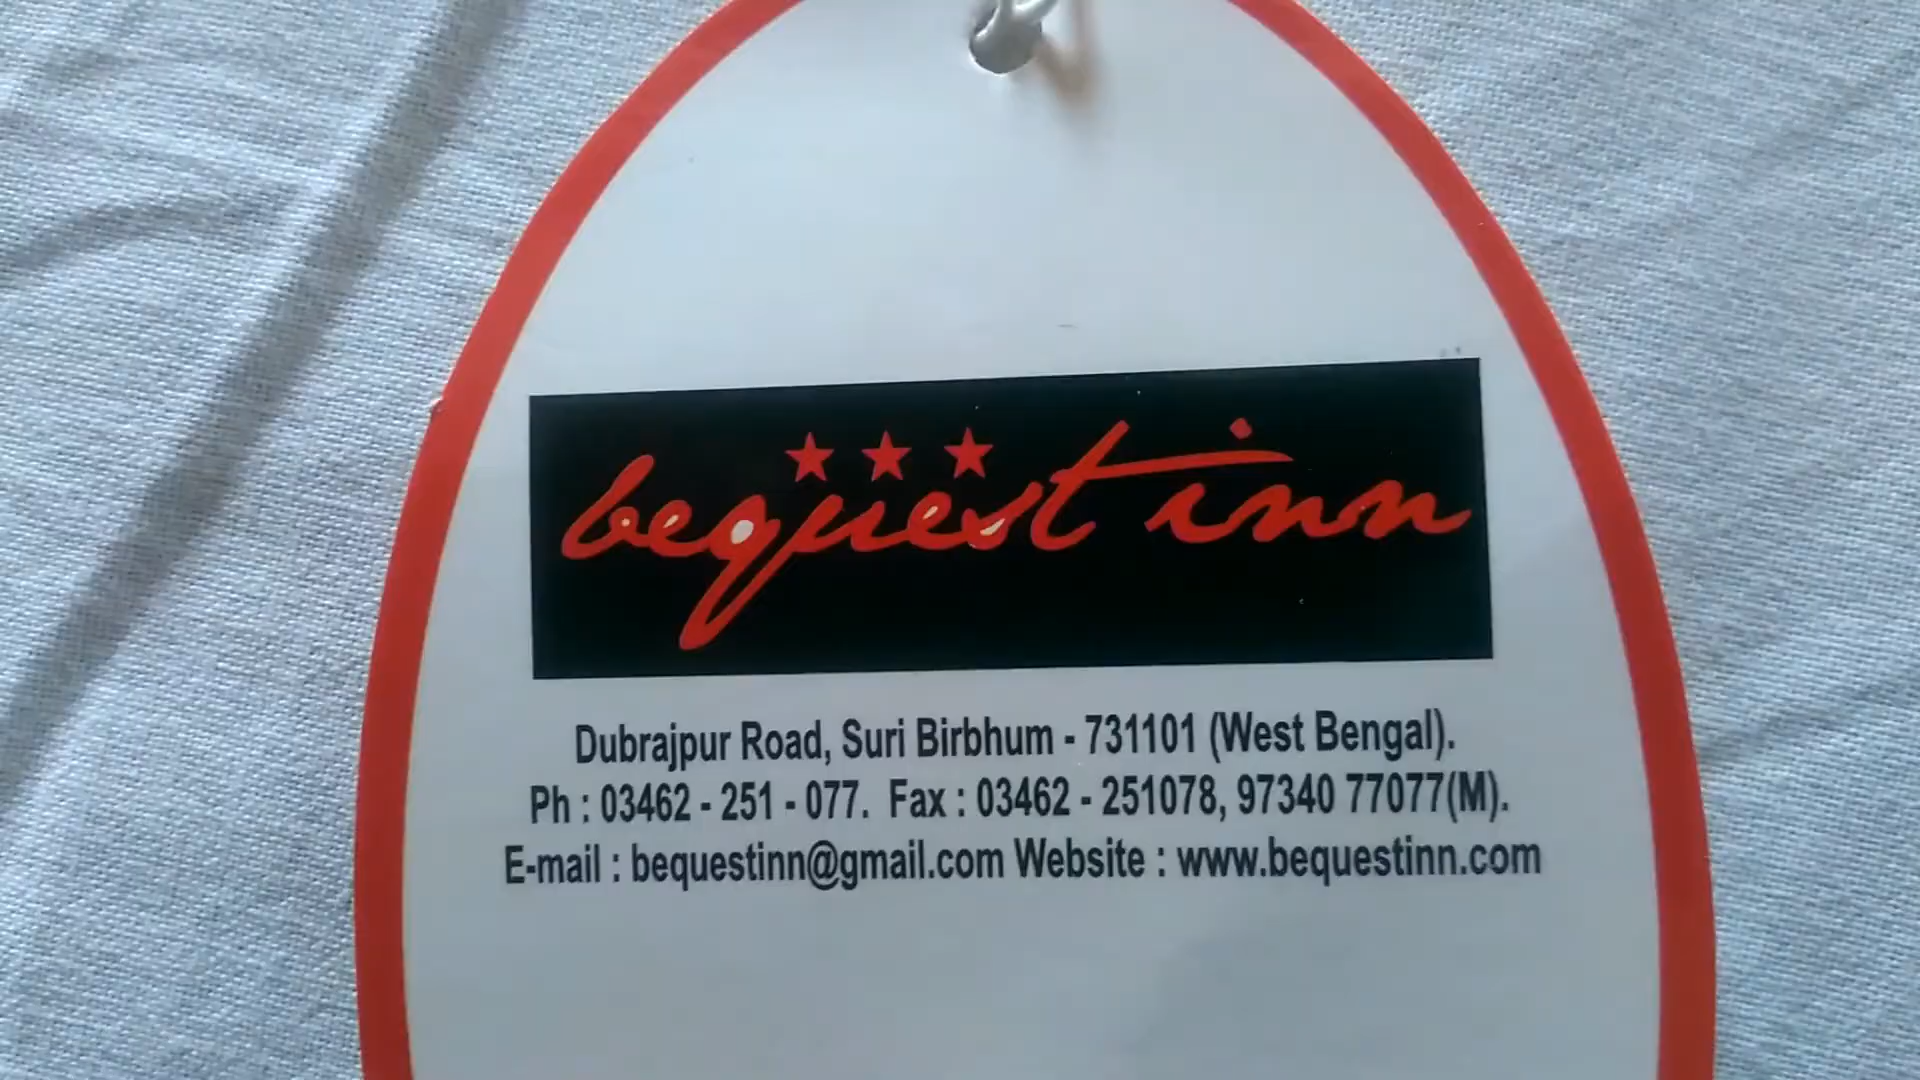 bequest inn
Dubrajpur Road, Suri Birbhum - 731101 (West Bengal).
Ph : 03462 - 251 - 077. Fax : 03462 - 251078, 97340 77077(M).
E-mail : bequestinn@gmail.com Website : www.bequestinn.com